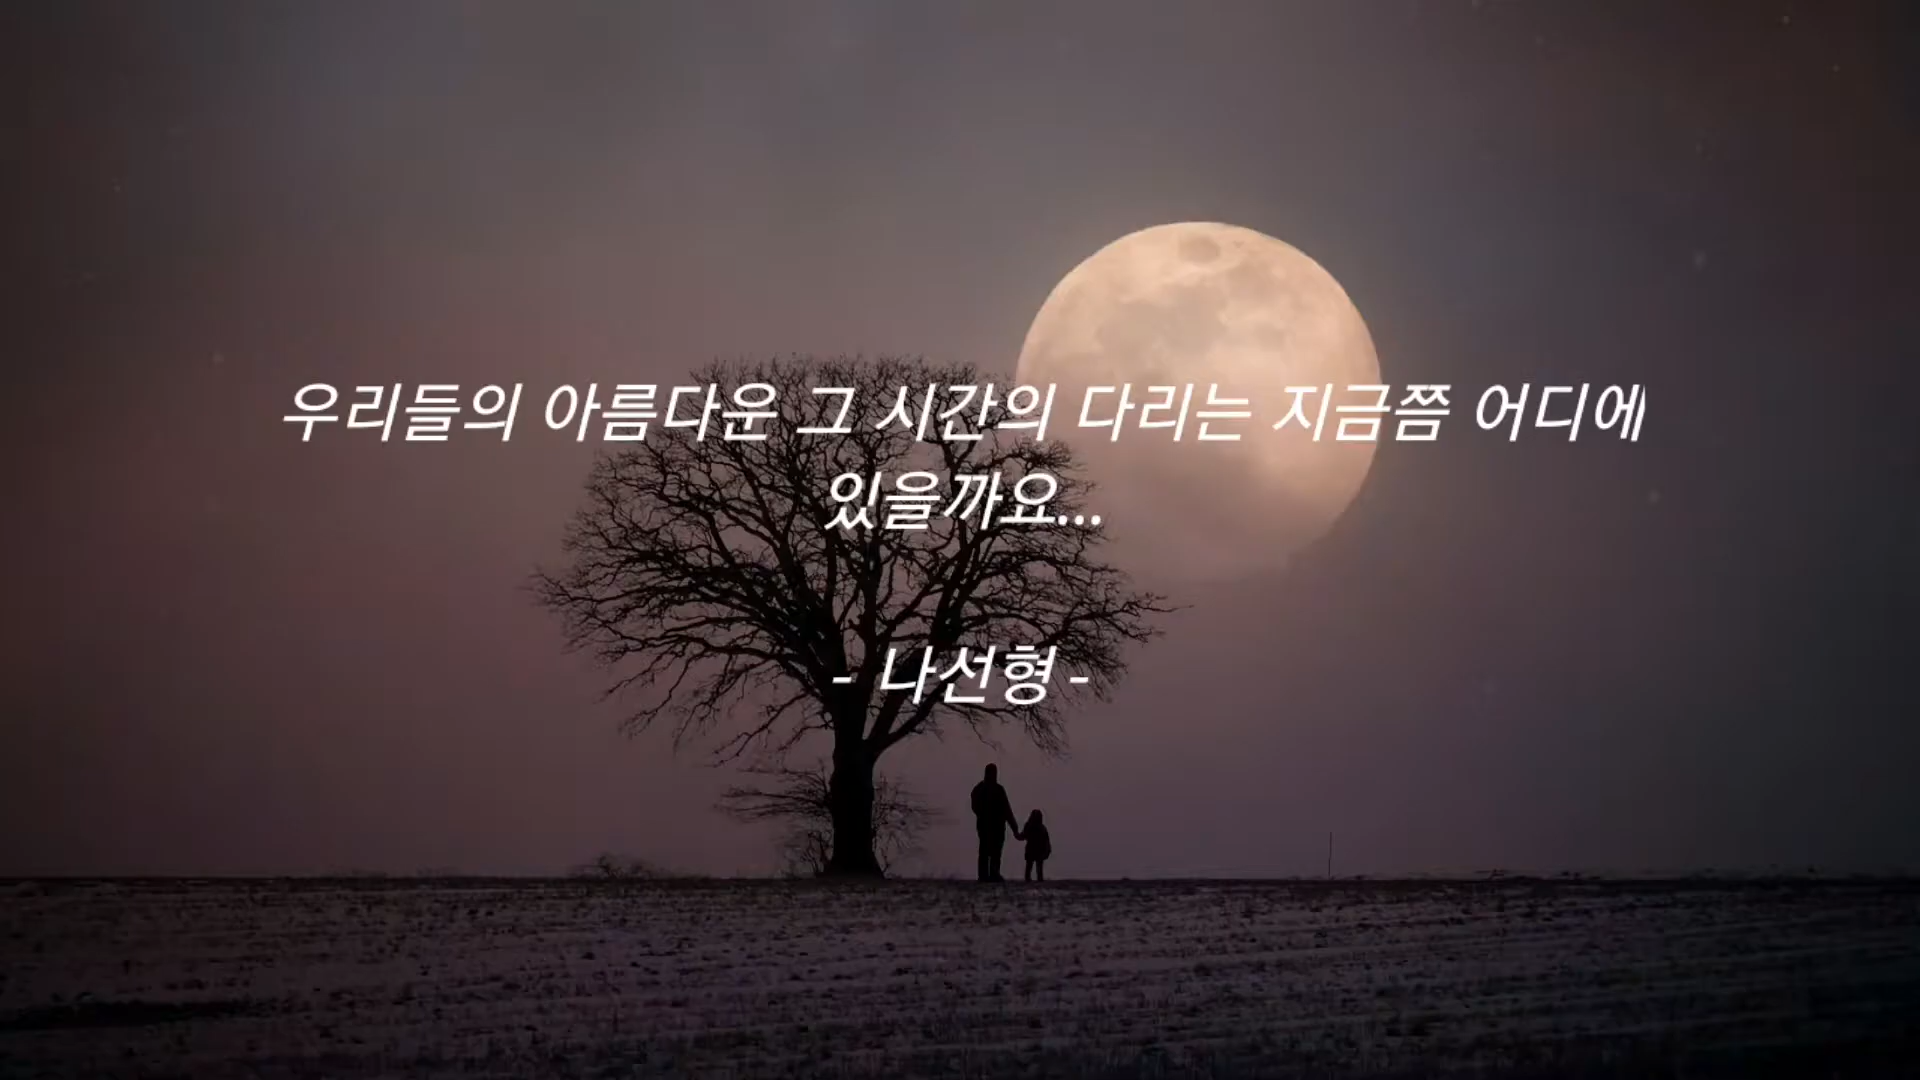 우리들의 아름다운 그 시간의 다리는 지금쯤 어디에
있을까요...
- 나선형 -